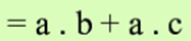 = a . b + a . c